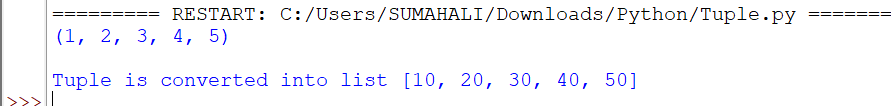 ========= RESTART: C:/Users/SUMAHALI/Downloads/Python/Tuple.py =======
(1, 2, 3, 4, 5)
Tuple is converted into list [10, 20, 30, 40, 50]
>>>